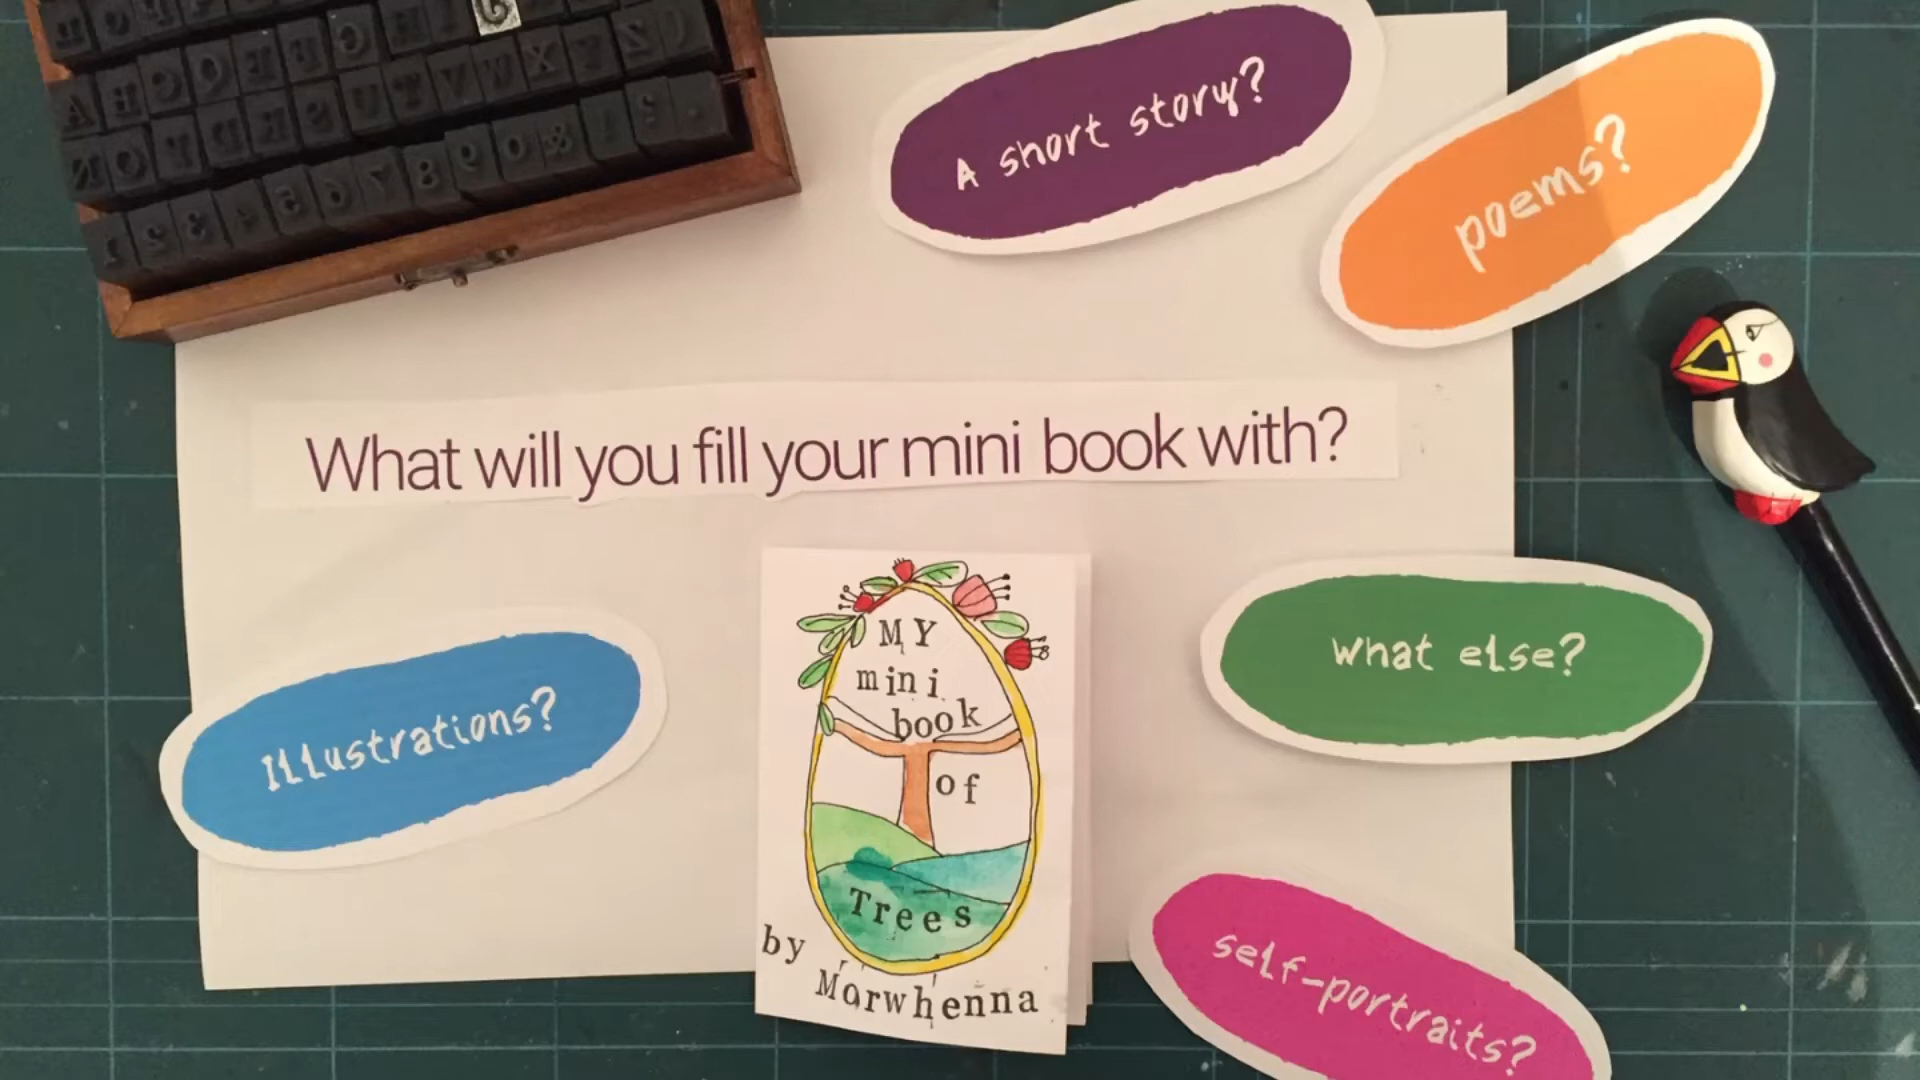 A short story?
poems?
What will you fill your mini book with?
Illustrations?
MY
mini
book
of
Trees
by
Morwhenna
what else?
self-portraits?